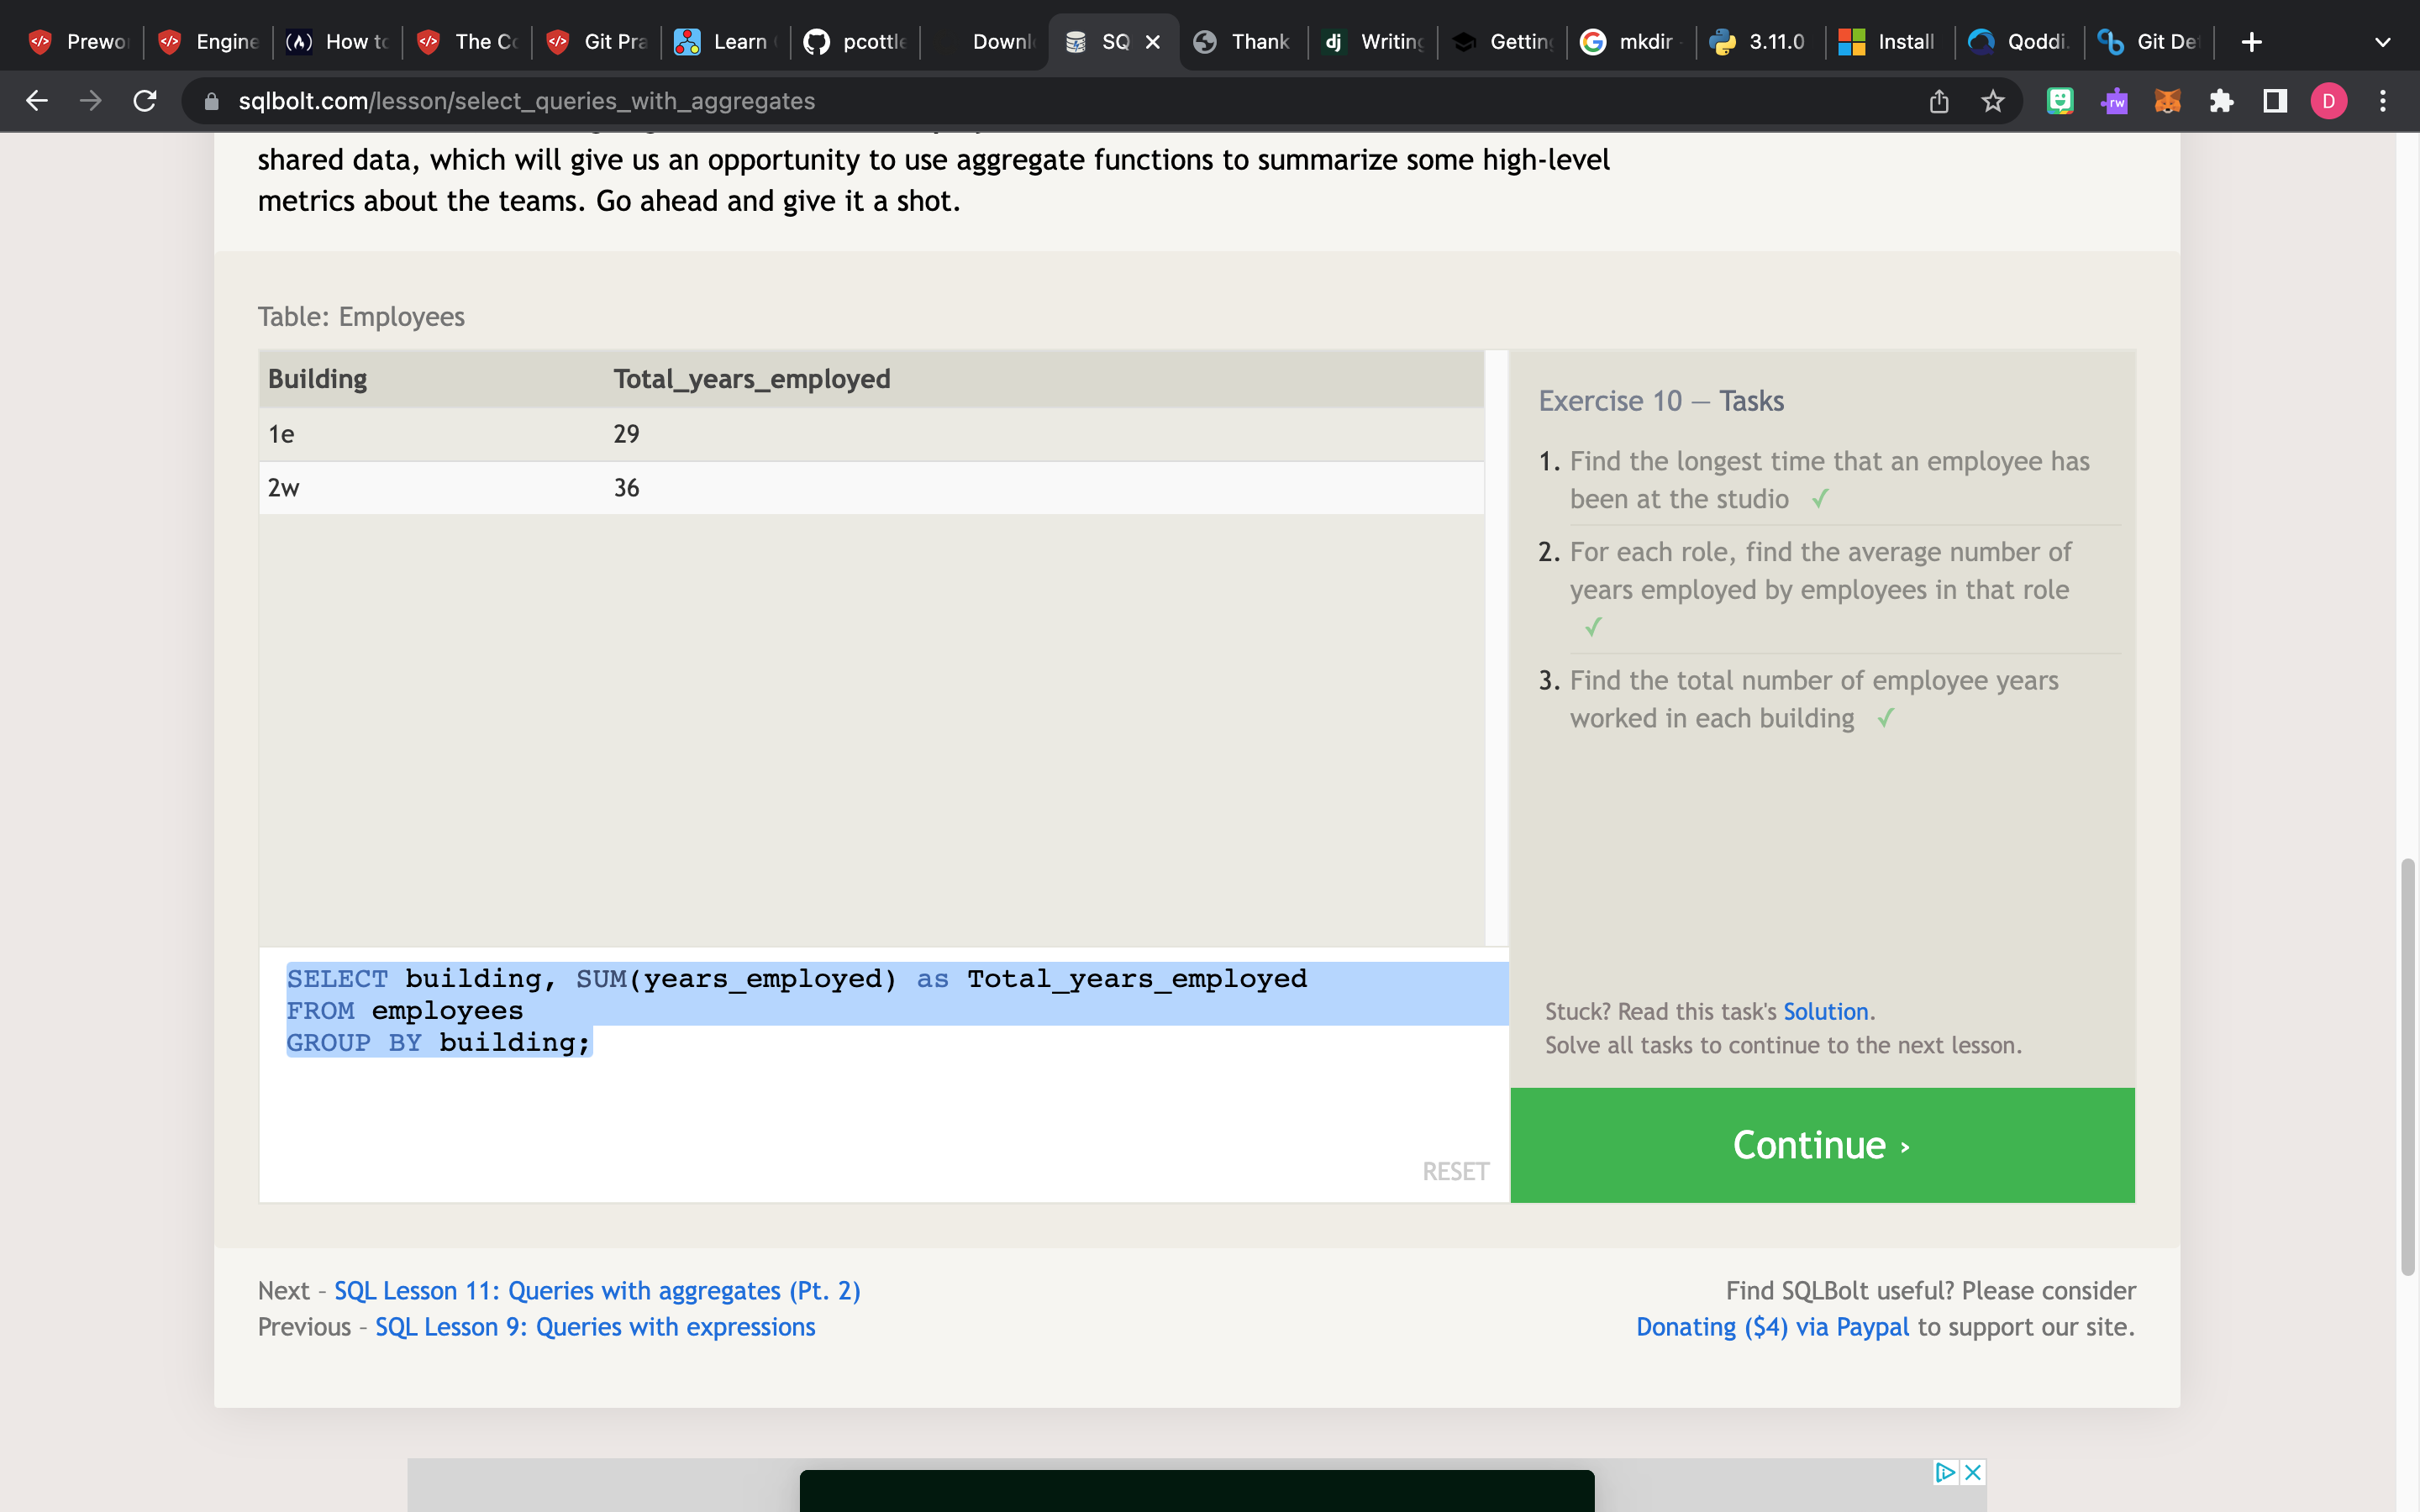 Prewo
Engine
How to
The Co
Git Pra
Learn
pcottle
Downl
SQ
Thank
dj Writing
Getting
mkdir
3.11.0
Install
Qoddi.
Git De
sqlbolt.com/lesson/select_queries_with_aggregates
rw
D
shared data, which will give us an opportunity to use aggregate functions to summarize some high-level
metrics about the teams. Go ahead and give it a shot.
Table: Employees
Building Total_years_employed
1e 29
2w 36
SELECT building, SUM(years_employed) as Total_years_employed
FROM employees
GROUP BY building;
RESET
Exercise 10 — Tasks
1. Find the longest time that an employee has
been at the studio ✓
2. For each role, find the average number of
years employed by employees in that role
✓
3. Find the total number of employee years
worked in each building ✓
Stuck? Read this task's Solution.
Solve all tasks to continue to the next lesson.
Continue ›
Next – SQL Lesson 11: Queries with aggregates (Pt. 2)
Previous – SQL Lesson 9: Queries with expressions
Find SQLBolt useful? Please consider
Donating ($4) via Paypal to support our site.